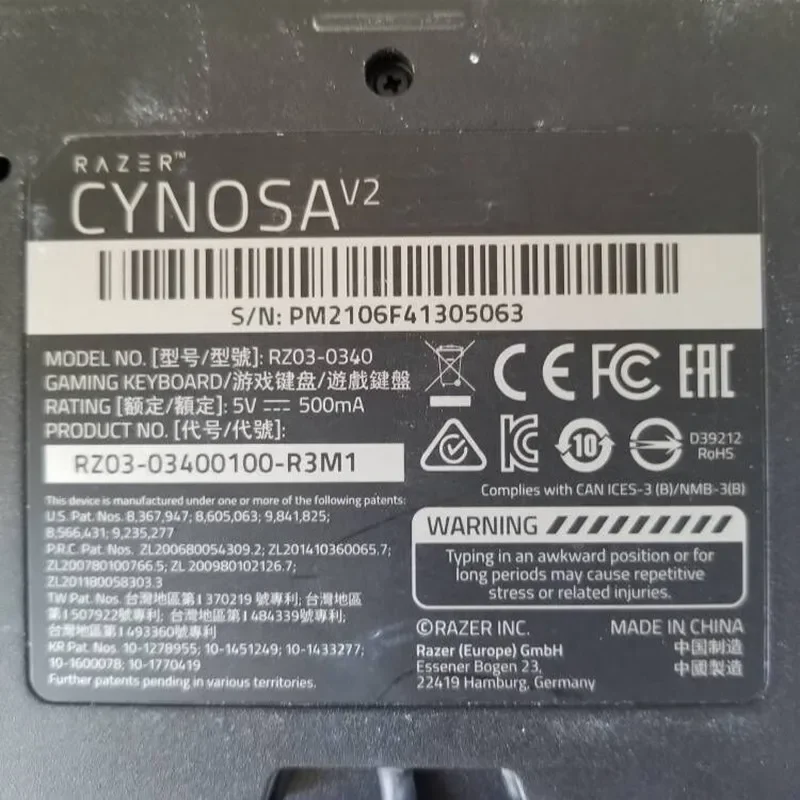 RAZER™
CYNOSA V2
S/N: PM2106F41305063
MODEL NO. [型号/型號]: RZ03-0340
GAMING KEYBOARD/游戏键盘/遊戲鍵盤
RATING [额定/額定]: 5V ⎓ 500mA
PRODUCT NO. [代号/代號]:
RZ03-03400100-R3M1
This device is manufactured under one or more of the following patents:
U.S. Pat. Nos. 8,367,947; 8,605,063; 9,841,825;
8,566,431; 9,235,277
P.R.C. Pat. Nos. ZL200680054309.2; ZL201410360065.7;
ZL200780100766.5; ZL 200980102126.7;
ZL201180058303.3
TW Pat. Nos. 台灣地區第I 370219 號專利; 台灣地區
第I 507922號專利; 台灣地區第I 484339號專利;
台灣地區第I 493360號專利
KR Pat. Nos. 10-1278955; 10-1451249; 10-1433277;
10-1600078; 10-1770419
Further patents pending in various territories.
CE FC EAC
10
D39212
RoHS
Complies with CAN ICES-3 (B)/NMB-3(B)
WARNING
Typing in an awkward position or for
long periods may cause repetitive
stress or related injuries.
©RAZER INC.
Razer (Europe) GmbH
Essener Bogen 23,
22419 Hamburg, Germany
MADE IN CHINA
中国制造
中國製造